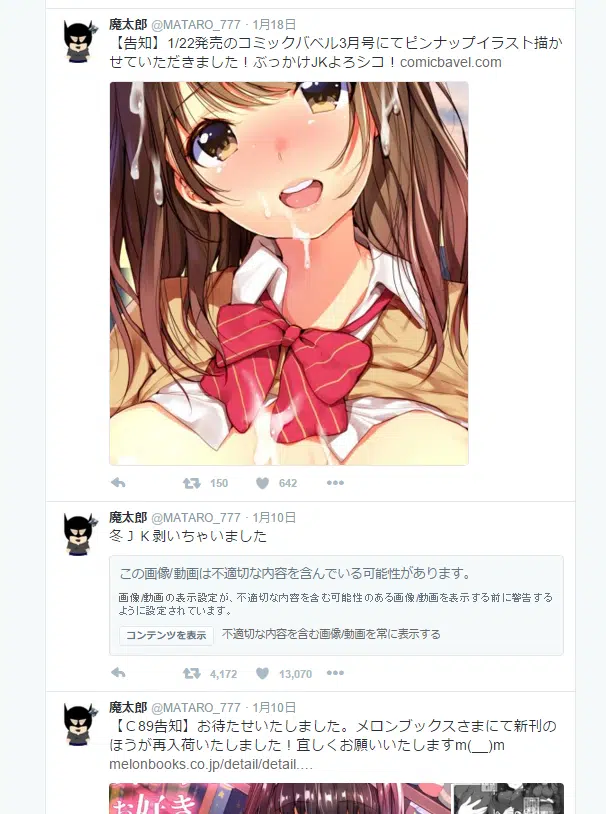 魔太郎 @MATARO_777 · 1月18日
【告知】1/22発売のコミックバベル3月号にてピンナップイラスト描か
せていただきました！ぶっかけJKよろシコ！comicbavel.com
150 642
魔太郎 @MATARO_777 · 1月10日
冬ＪＫ剥いちゃいました
この画像/動画は不適切な内容を含んでいる可能性があります。
画像/動画の表示設定が、不適切な内容を含む可能性のある画像/動画を表示する前に警告する
ように設定されています。
コンテンツを表示 不適切な内容を含む画像/動画を常に表示する
4,172 13,070
魔太郎 @MATARO_777 · 1月10日
【Ｃ89告知】お待たせいたしました。メロンブックスさまにて新刊の
ほうが再入荷いたしました！宜しくお願いいたしますm(__)m
melonbooks.co.jp/detail/detail.…
お好き